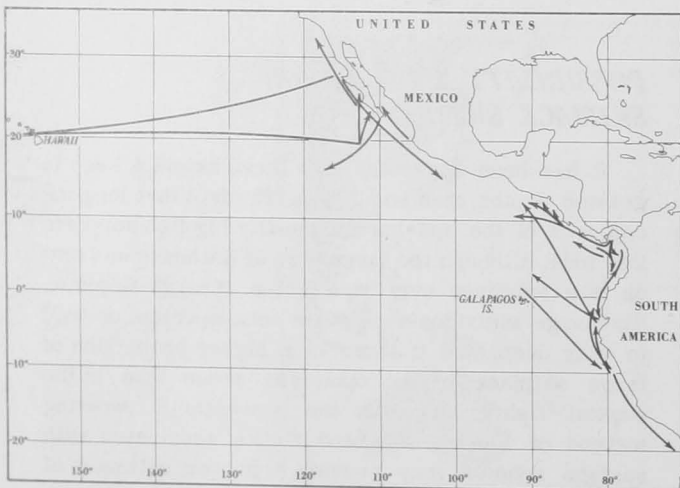 UNITED STATES
30°
MEXICO
20°
HAWAII
10°
0°
GALAPAGOS
IS.
SOUTH
AMERICA
10°
20°
150°
140°
130°
120°
110°
100°
90°
80°